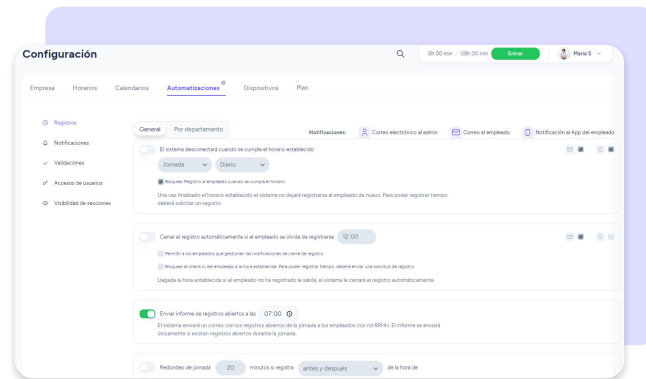 Configuración
0h 00 min - 08h 00 min
Entrar
Maria S
Empresa
Horarios
Calendarios
Automatizaciones
Dispositivos
Plan
Registros
Notificaciones
Validaciones
Accesos de usuarios
Visibilidad de secciones
General
Por departamento
Notificaciones:
Correo electrónico al admin
Correo al empleado
Notificación al App del empleado
El sistema desconectará cuando se cumpla el horario establecido
Jornada
Diario
Bloquear Registro al empleado cuando se cumpla el horario
Una vez finalizado el horario establecido el sistema no dejará registrarse al empleado de nuevo. Para poder registrar tiempo
deberá solicitar un registro
Cerrar el registro automáticamente si el empleado se olvida de registrarse
12:00
Permitir a los empleados que gestionen las notificaciones de cierre de registro
Bloquear el check in del empleado a la hora establecida. Para poder registrar tiempo, deberá enviar una solicitud de registro.
Llegada la hora establecida si el empleado no ha registrado la salida, el sistema le cerrará el registro automáticamente.
Enviar informe de registros abiertos a las
07:00
El sistema enviará un correo con los registros abiertos de la jornada a los empleados con rol RRHH. El informe se enviará
únicamente si existen registros abiertos durante la jornada.
Redondeo de jornada
20
minutos si registra
antes y después
de la hora de